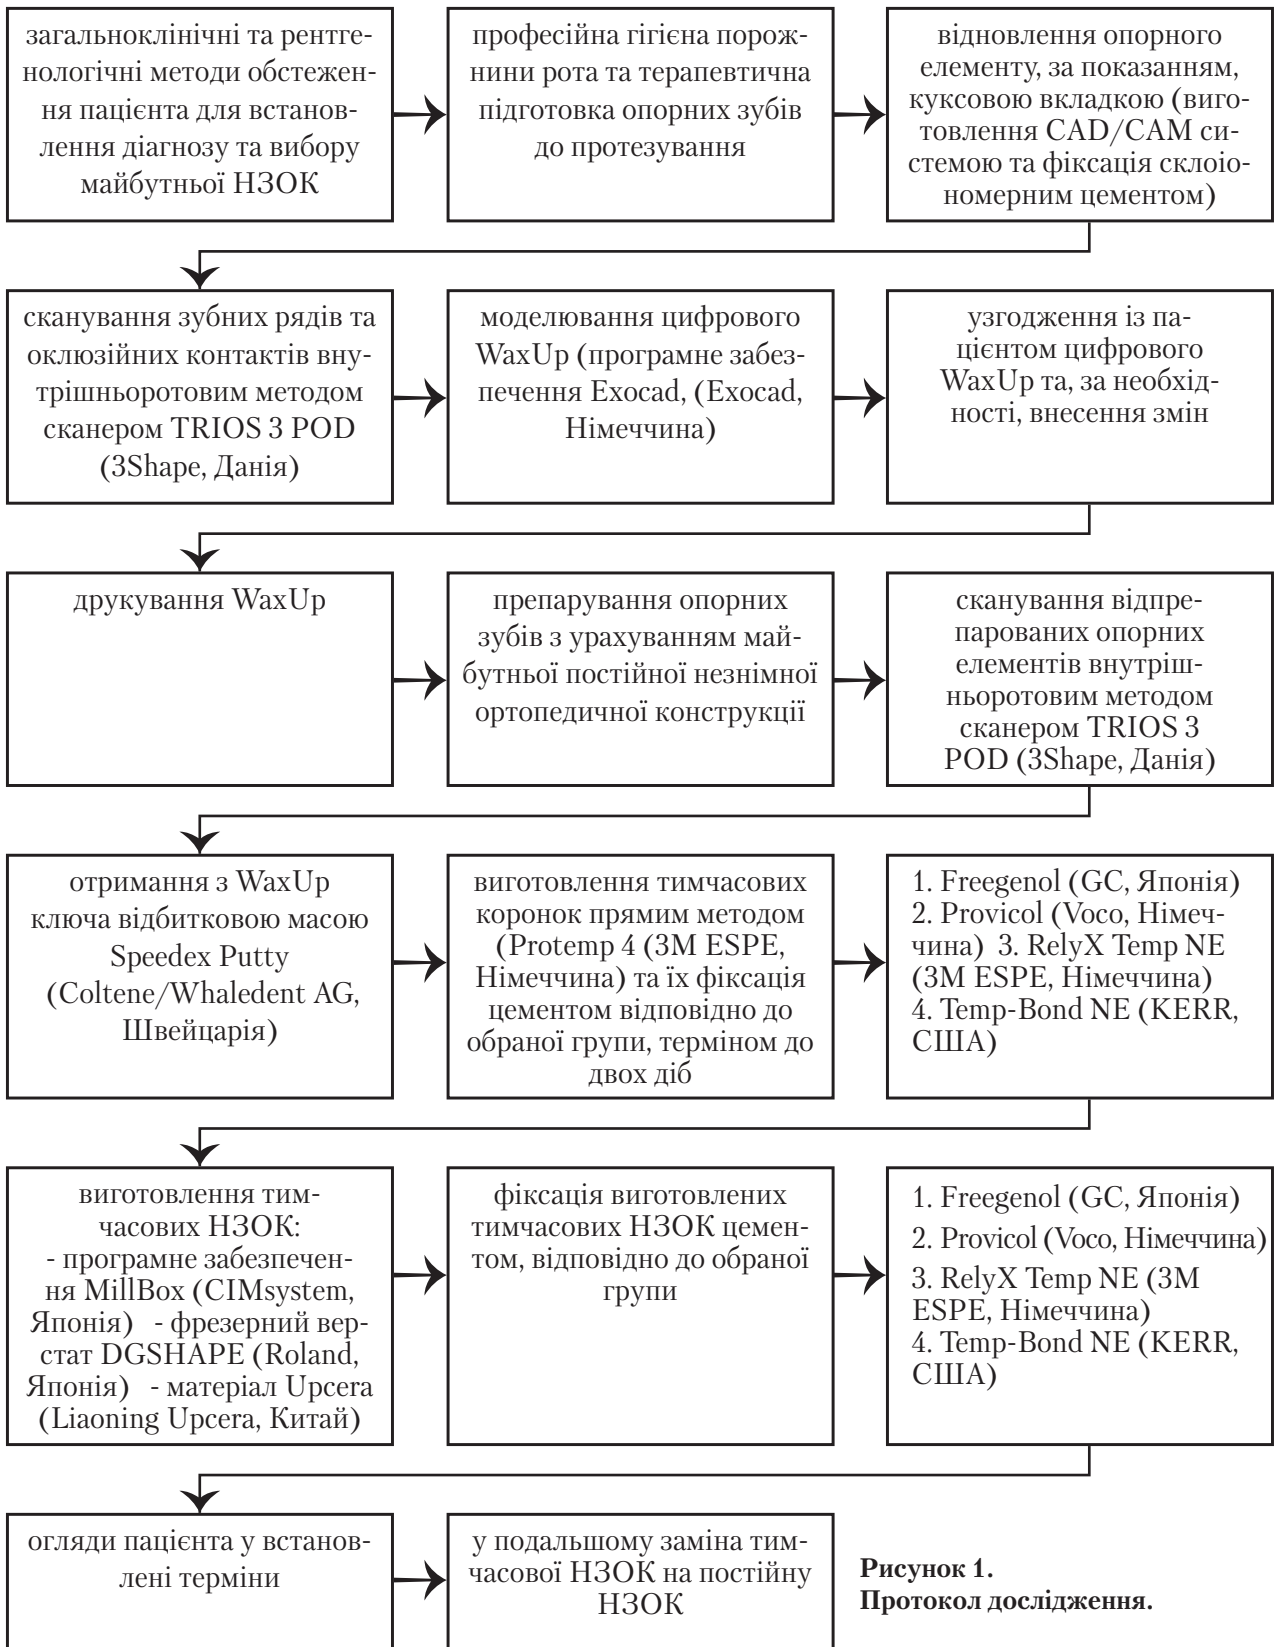 загальноклінічні та рентге-
нологічні методи обстежен-
ня пацієнта для встанов-
лення діагнозу та вибору
майбутньої НЗОК
професійна гігієна порож-
нини рота та терапевтична
підготовка опорних зубів
до протезування
відновлення опорного
елементу, за показанням,
куксовою вкладкою (виго-
товлення CAD/CAM си-
стемою та фіксація склоіо-
номерним цементом)
сканування зубних рядів та
оклюзійних контактів вну-
трішньоротовим методом
сканером TRIOS 3 POD
(3Shape, Данія)
моделювання цифрового
WaxUp (програмне забез-
печення Exocad, (Exocad,
Німеччина)
узгодження із па-
цієнтом цифрового
WaxUp та, за необхід-
ності, внесення змін
друкування WaxUp
препарування опорних
зубів з урахуванням май-
бутньої постійної незнімної
ортопедичної конструкції
сканування відпре-
парованих опорних
елементів внутріш-
ньоротовим методом
сканером TRIOS 3
POD (3Shape, Данія)
отримання з WaxUp
ключа відбитковою масою
Speedex Putty
(Coltene/Whaledent AG,
Швейцарія)
виготовлення тимчасових
коронок прямим методом
(Protemp 4 (3M ESPE,
Німеччина) та їх фіксація
цементом відповідно до
обраної групи, терміном до
двох діб
1. Freegenol (GC, Японія)
2. Provicol (Voco, Німеч-
чина) 3. RelyX Temp NE
(3M ESPE, Німеччина)
4. Temp-Bond NE (KERR,
США)
виготовлення тим-
часових НЗОК:
- програмне забезпечен-
ня MillBox (CIMsystem,
Японія) - фрезерний вер-
стат DGSHAPE (Roland,
Японія) - матеріал Upcera
(Liaoning Upcera, Китай)
фіксація виготовлених
тимчасових НЗОК цемен-
том, відповідно до обраної
групи
1. Freegenol (GC, Японія)
2. Provicol (Voco, Німеччина)
3. RelyX Temp NE (3M
ESPE, Німеччина)
4. Temp-Bond NE (KERR,
США)
огляди пацієнта у встанов-
лені терміни
у подальшому заміна тим-
часової НЗОК на постійну
НЗОК
Рисунок 1.
Протокол дослідження.